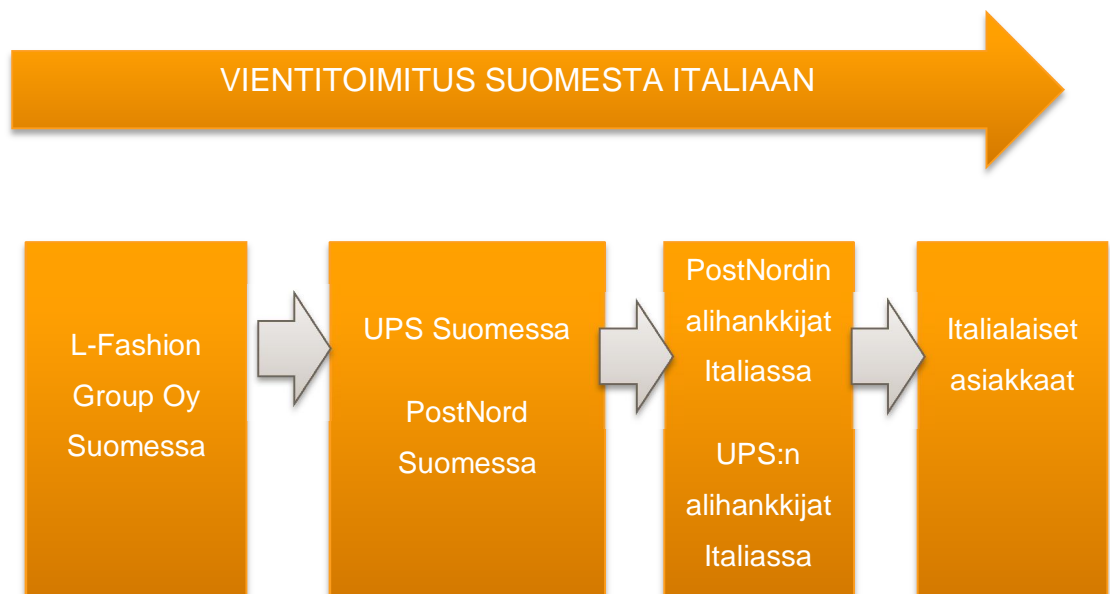 VIENTITOIMITUS SUOMESTA ITALIAAN
L-Fashion
Group Oy
Suomessa
UPS Suomessa
PostNord
Suomessa
PostNordin
alihankkijat
Italiassa
UPS:n
alihankkijat
Italiassa
Italialaiset
asiakkaat